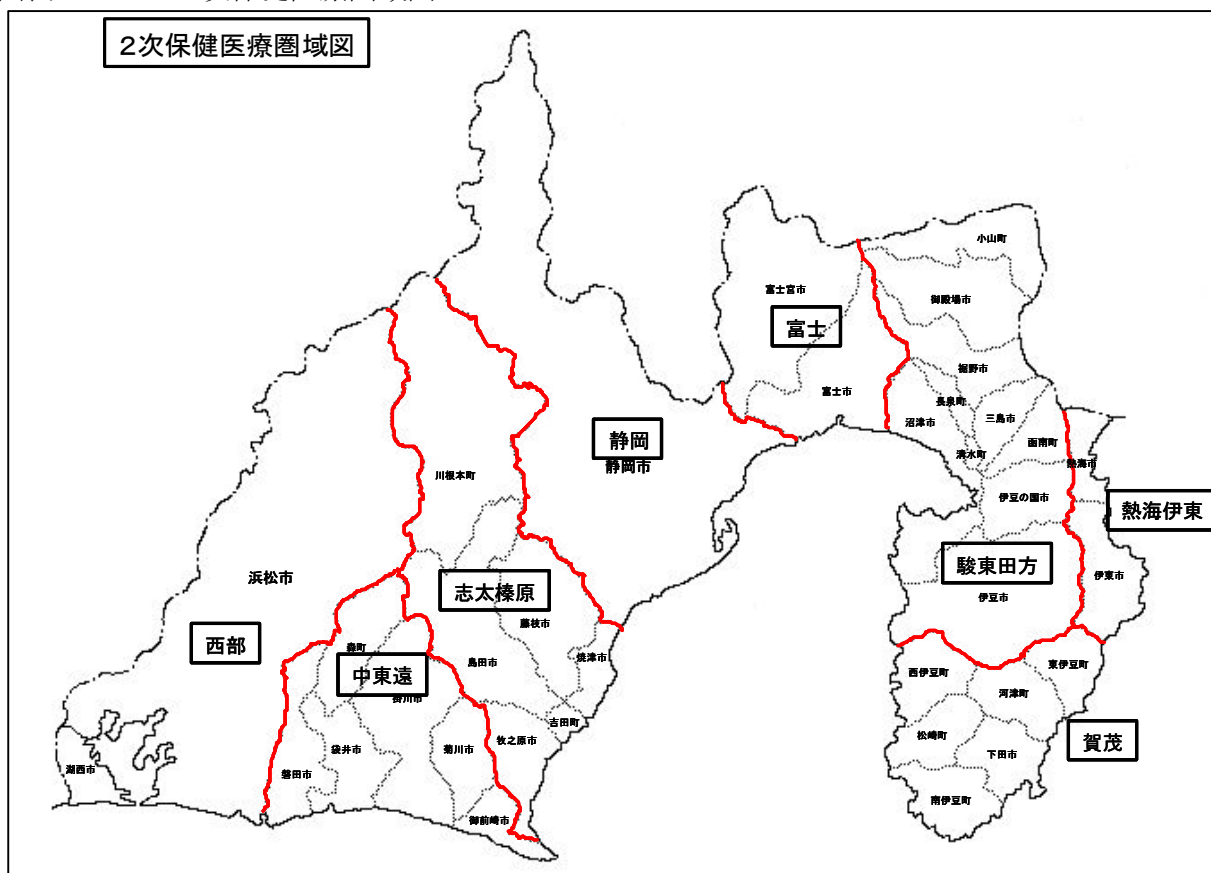 2次保健医療圏域図
小山町
富士宮市
御殿場市
富士
裾野市
富士市
長泉町
沼津市
三島市
函南町
静岡
静岡市
清水町
熱海市
川根本町
伊豆の国市
熱海伊東
駿東田方
浜松市
伊東市
志太榛原
伊豆市
藤枝市
西部
森町
焼津市
島田市
東伊豆町
中東遠
西伊豆町
掛川市
河津町
吉田町
牧之原市
松崎町
賀茂
袋井市
菊川市
下田市
湖西市
磐田市
南伊豆町
御前崎市